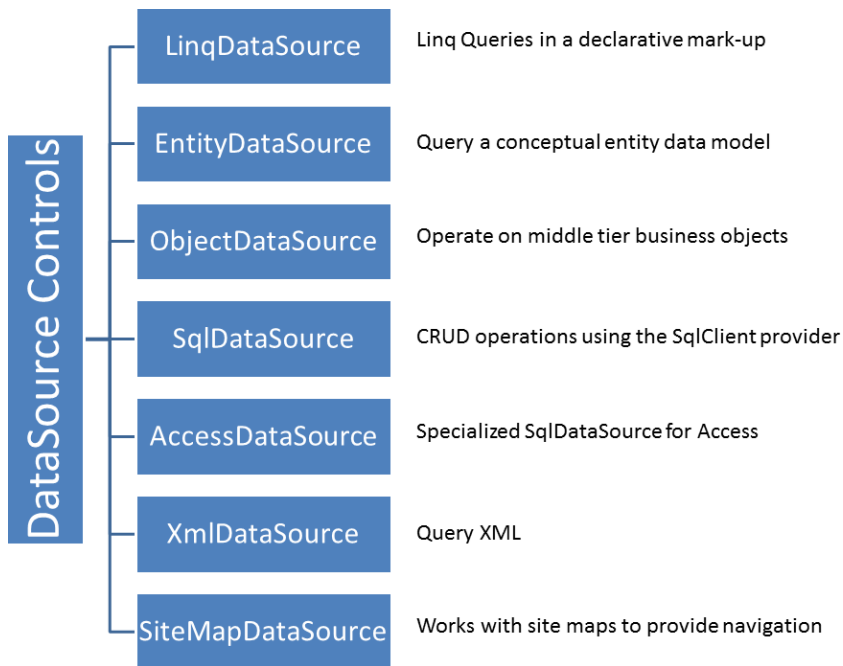 DataSource Controls
LinqDataSource
Linq Queries in a declarative mark-up
EntityDataSource
Query a conceptual entity data model
ObjectDataSource
Operate on middle tier business objects
SqlDataSource
CRUD operations using the SqlClient provider
AccessDataSource
Specialized SqlDataSource for Access
XmlDataSource
Query XML
SiteMapDataSource
Works with site maps to provide navigation